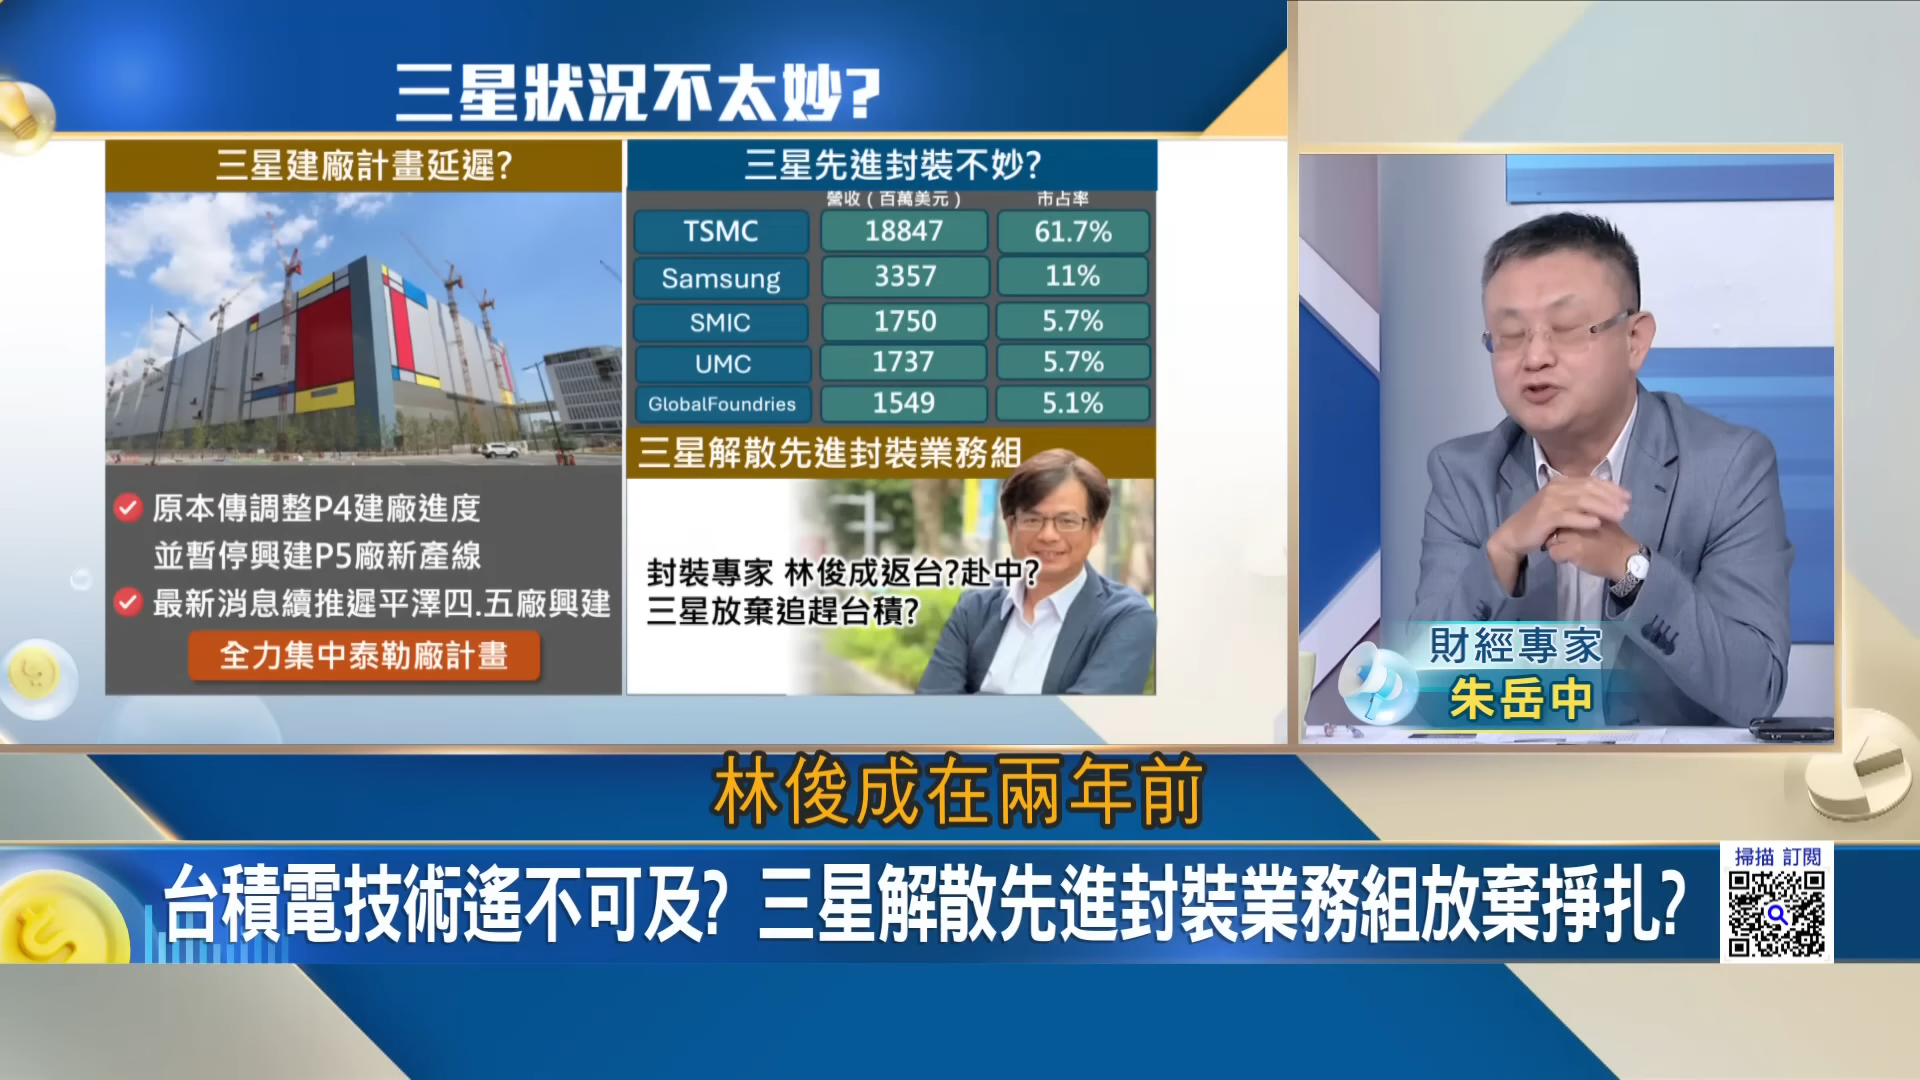 三星狀況不太妙?
三星建廠計畫延遲?
原本傳調整P4建廠進度
並暫停興建P5廠新產線
最新消息續推遲平澤四.五廠興建
全力集中泰勒廠計畫
三星先進封裝不妙?
營收(百萬美元) 市占率
TSMC 18847 61.7%
Samsung 3357 11%
SMIC 1750 5.7%
UMC 1737 5.7%
GlobalFoundries 1549 5.1%
三星解散先進封裝業務組
封裝專家 林俊成返台?赴中?
三星放棄追趕台積?
財經專家
朱岳中
林俊成在兩年前
台積電技術遙不可及? 三星解散先進封裝業務組放棄掙扎?
掃描 訂閱